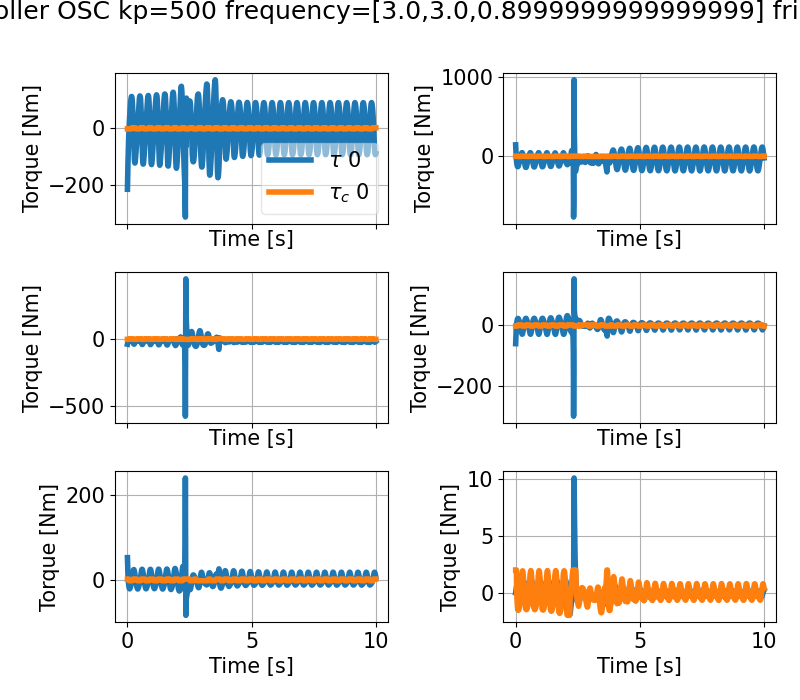 oller OSC kp=500 frequency=[3.0,3.0,0.8999999999999999] fri
Torque [Nm]
0
−200
τ 0
τc 0
Time [s]
Torque [Nm]
1000
0
Time [s]
Torque [Nm]
0
−500
Time [s]
Torque [Nm]
0
−200
Time [s]
Torque [Nm]
200
0
0 5 10
Time [s]
Torque [Nm]
10
5
0
0 5 10
Time [s]